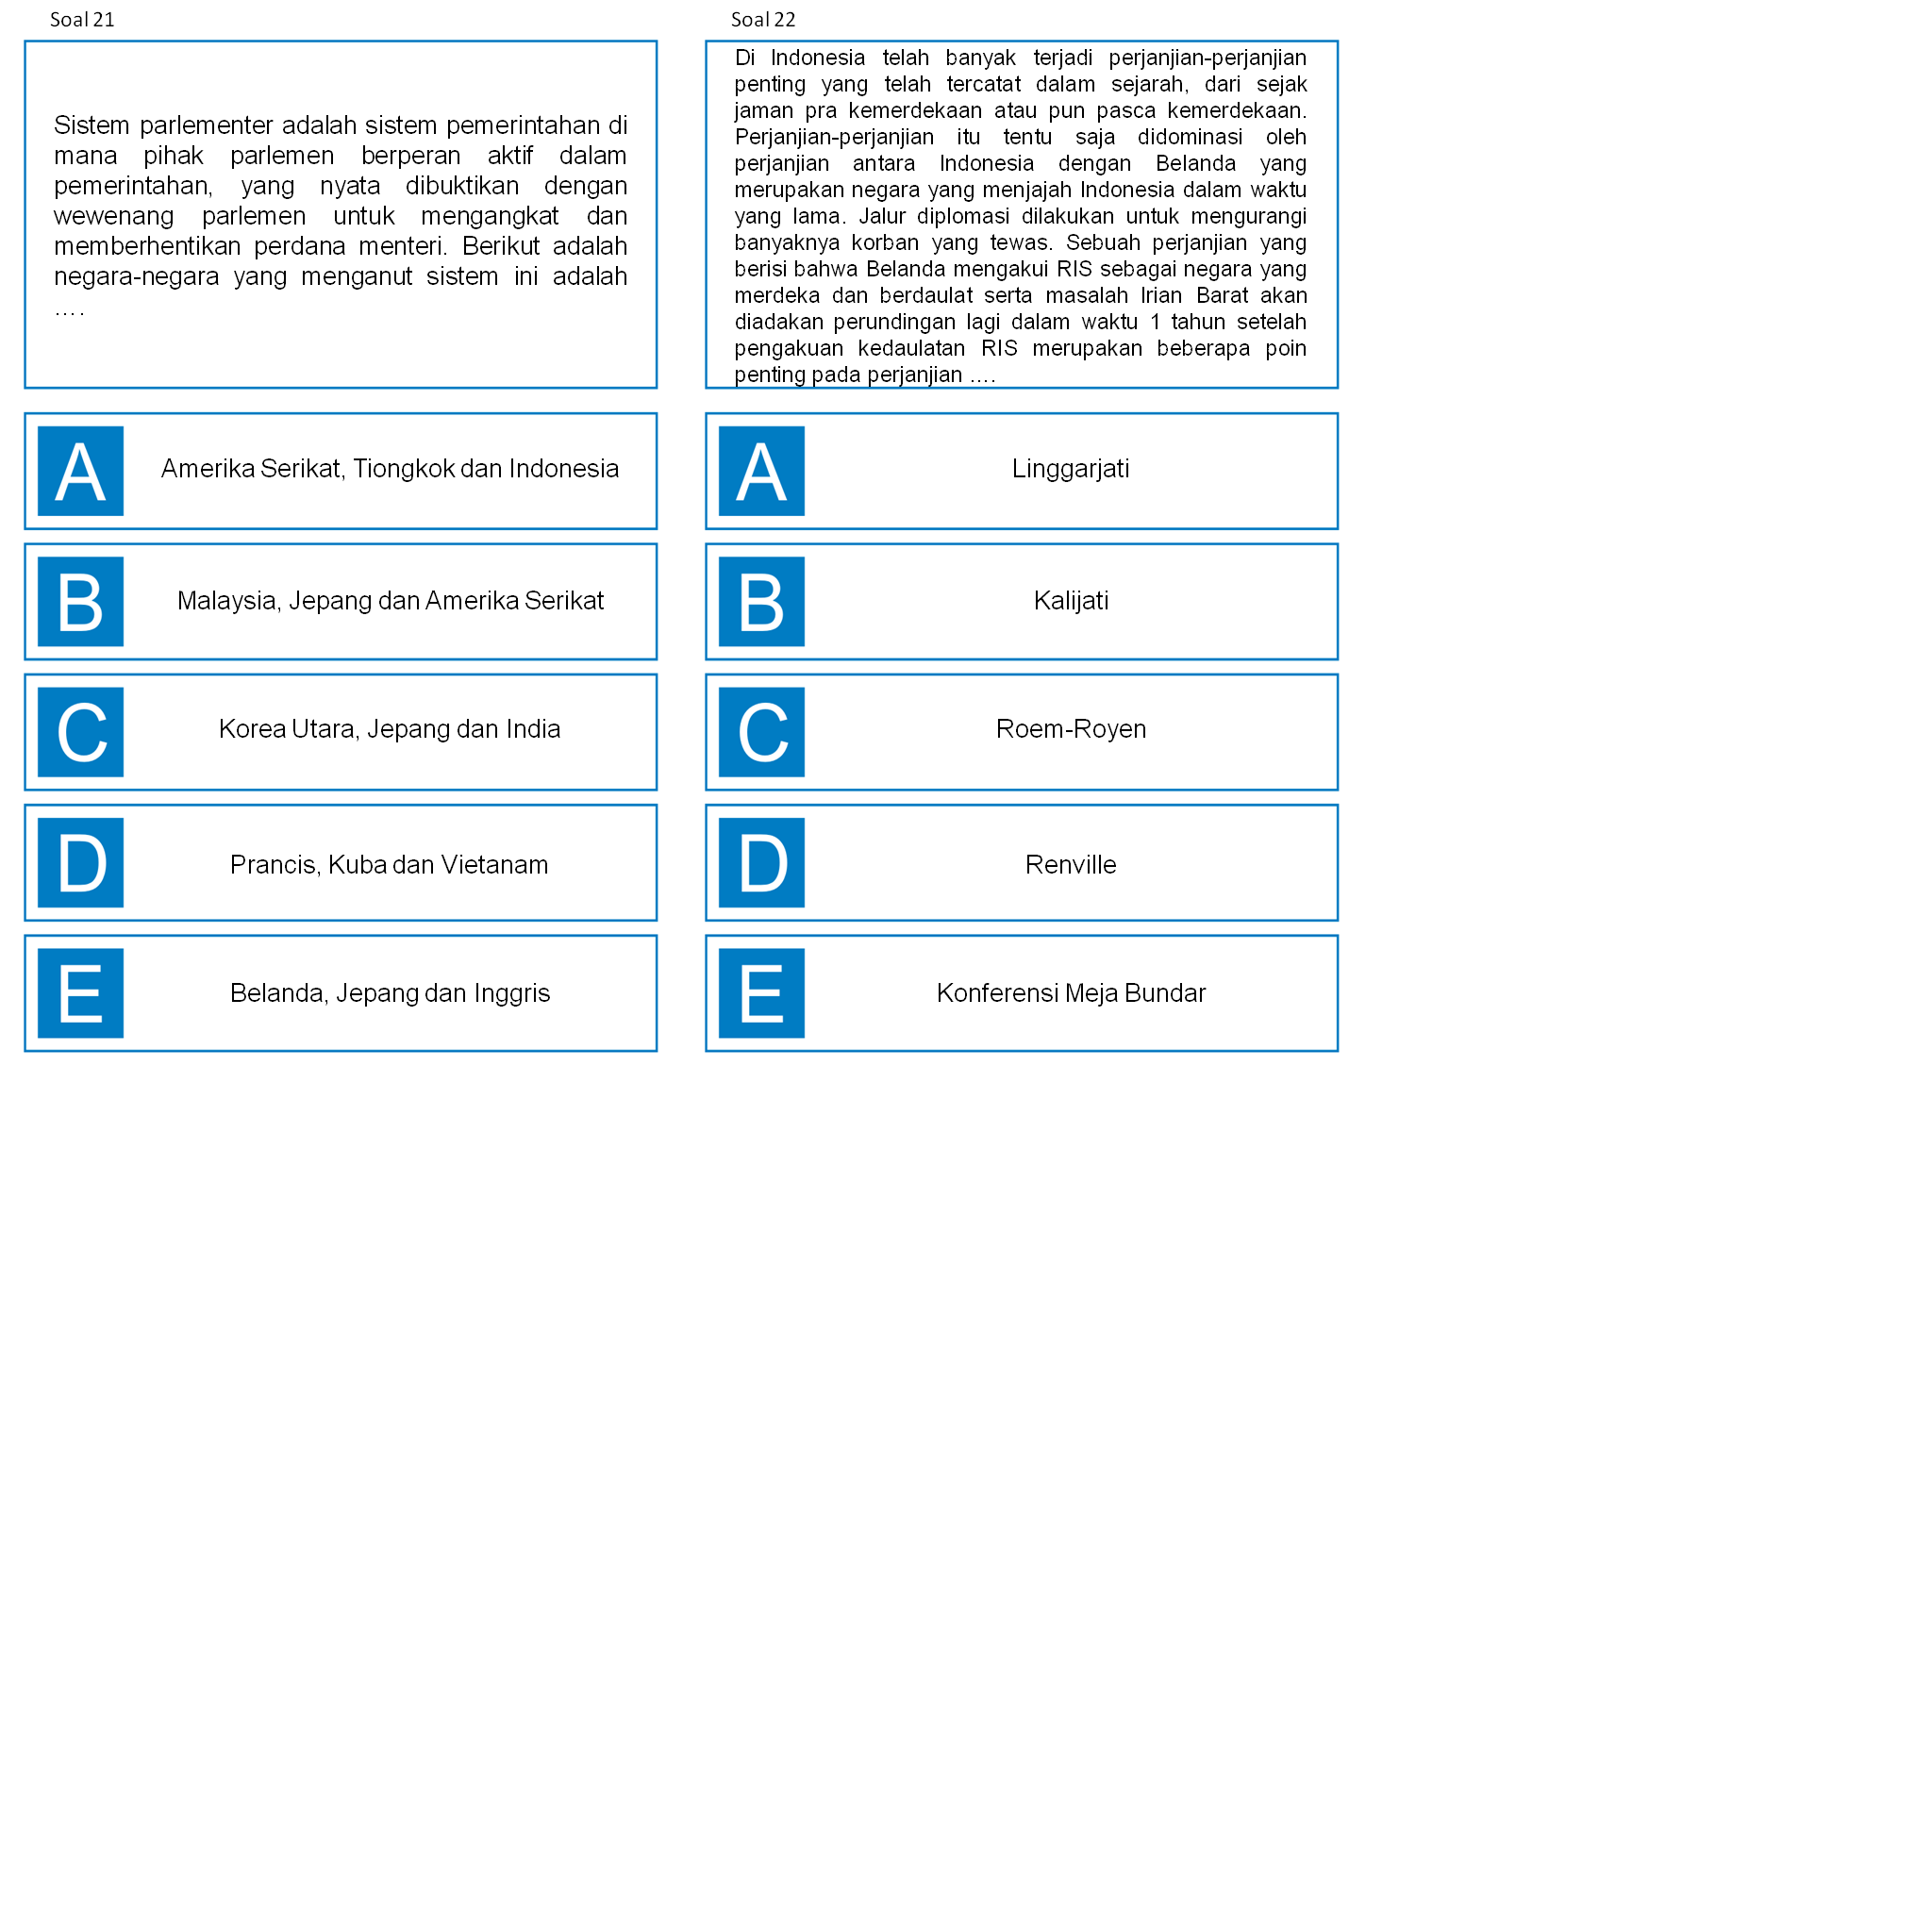 Soal 21
Sistem parlementer adalah sistem pemerintahan di
mana pihak parlemen berperan aktif dalam
pemerintahan, yang nyata dibuktikan dengan
wewenang parlemen untuk mengangkat dan
memberhentikan perdana menteri. Berikut adalah
negara-negara yang menganut sistem ini adalah
….
A
Amerika Serikat, Tiongkok dan Indonesia
B
Malaysia, Jepang dan Amerika Serikat
C
Korea Utara, Jepang dan India
D
Prancis, Kuba dan Vietanam
E
Belanda, Jepang dan Inggris
Soal 22
Di Indonesia telah banyak terjadi perjanjian-perjanjian
penting yang telah tercatat dalam sejarah, dari sejak
jaman pra kemerdekaan atau pun pasca kemerdekaan.
Perjanjian-perjanjian itu tentu saja didominasi oleh
perjanjian antara Indonesia dengan Belanda yang
merupakan negara yang menjajah Indonesia dalam waktu
yang lama. Jalur diplomasi dilakukan untuk mengurangi
banyaknya korban yang tewas. Sebuah perjanjian yang
berisi bahwa Belanda mengakui RIS sebagai negara yang
merdeka dan berdaulat serta masalah Irian Barat akan
diadakan perundingan lagi dalam waktu 1 tahun setelah
pengakuan kedaulatan RIS merupakan beberapa poin
penting pada perjanjian ….
A
Linggarjati
B
Kalijati
C
Roem-Royen
D
Renville
E
Konferensi Meja Bundar